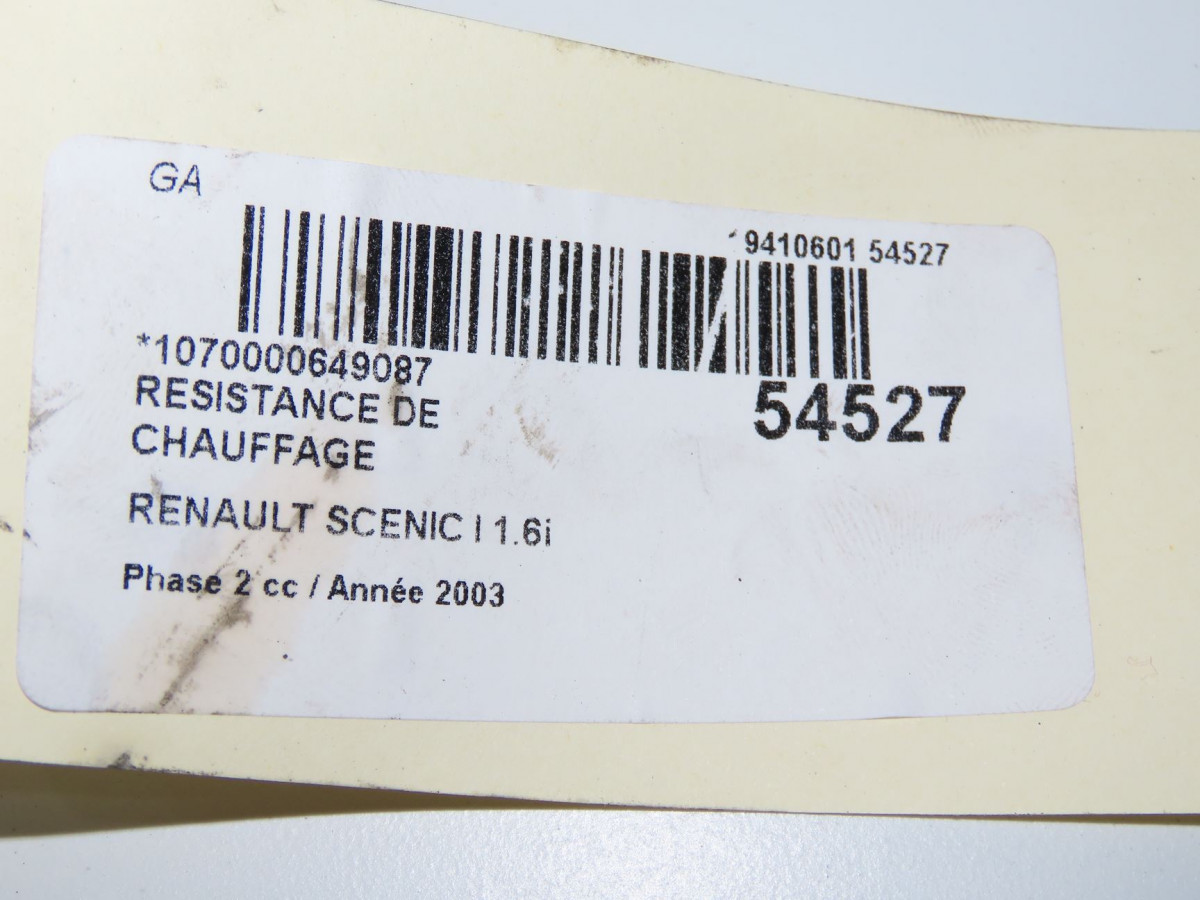 GA
9410601 54527
*1070000649087
54527
RESISTANCE DE
CHAUFFAGE
RENAULT SCENIC I 1.6i
Phase 2 cc / Année 2003